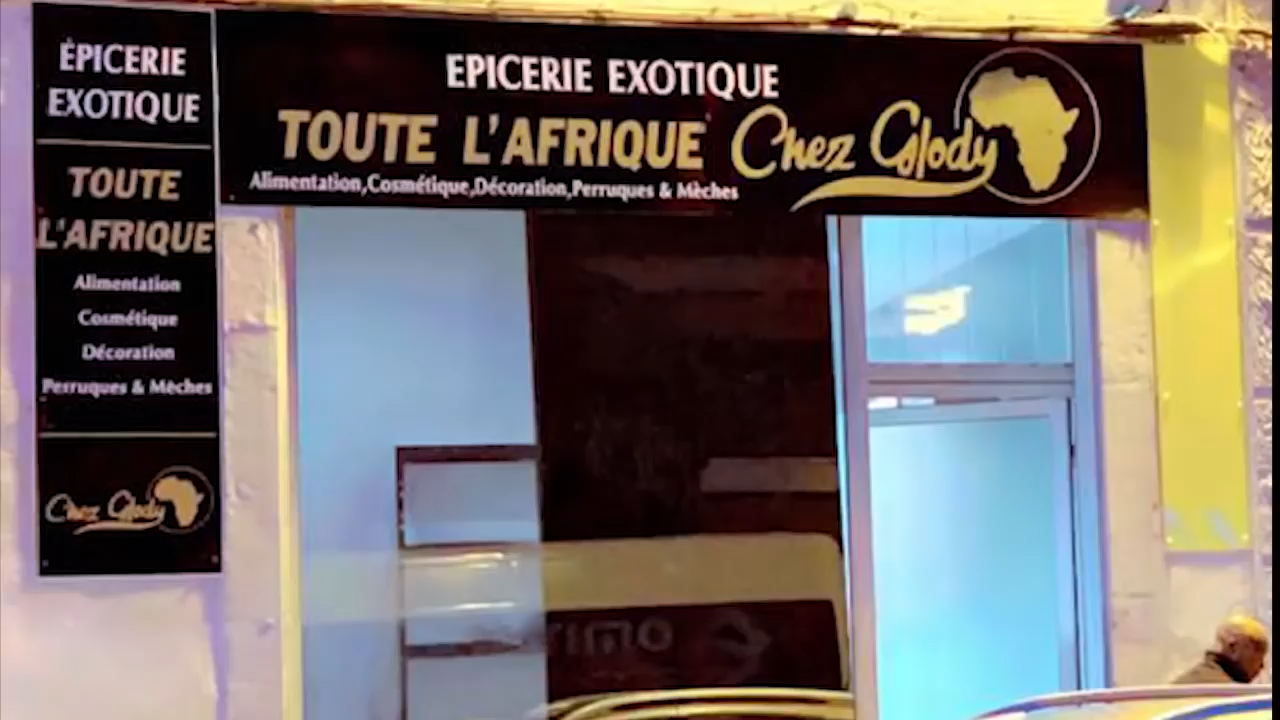 ÉPICERIE
EXOTIQUE
TOUTE
L'AFRIQUE
Alimentation
Cosmétique
Décoration
Perruques & Mèches
Chez Glody
EPICERIE EXOTIQUE
TOUTE L'AFRIQUE Chez Glody
Alimentation,Cosmétique,Décoration,Perruques & Mèches